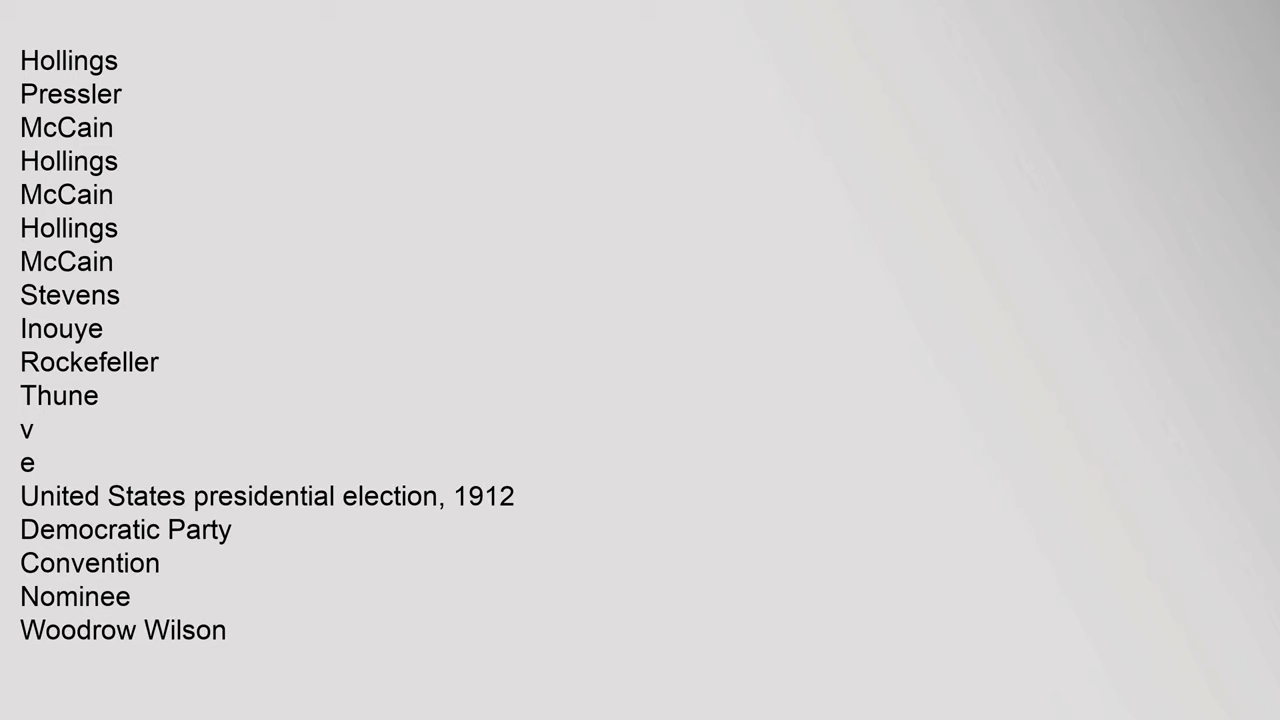 Hollings
Pressler
McCain
Hollings
McCain
Hollings
McCain
Stevens
Inouye
Rockefeller
Thune
v
e
United States presidential election, 1912
Democratic Party
Convention
Nominee
Woodrow Wilson